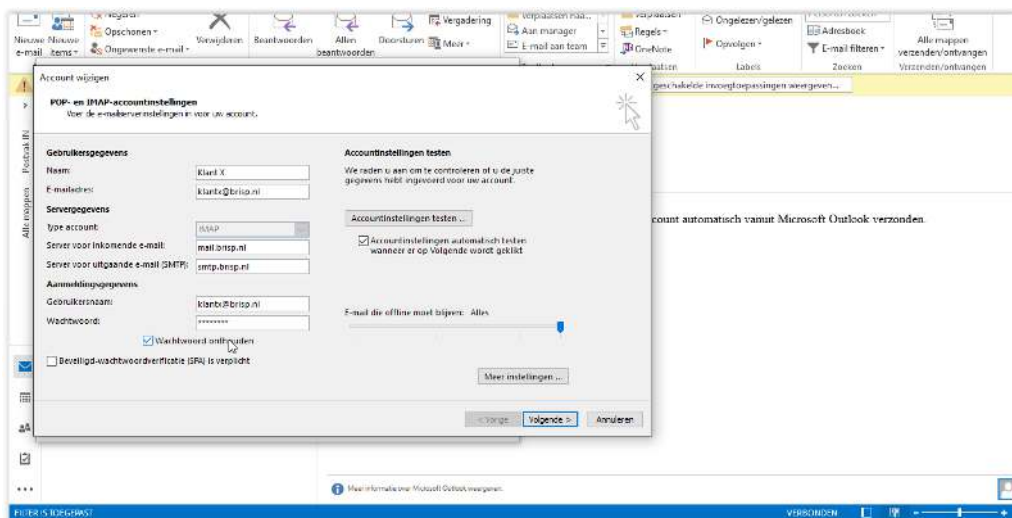 Negeren
Opschonen
Ongewenste e-mail
Nieuwe e-mail
Nieuwe items
Verwijderen
Beantwoorden
Allen beantwoorden
Doorsturen
Vergadering
Meer
Verplaatsen naar...
Aan manager
E-mail aan team
Verplaatsen
Regels
OneNote
Ongelezen/gelezen
Opvolgen
Labels
Adresboek
E-mail filteren
Zoeken
Alle mappen verzenden/ontvangen
Verzenden/ontvangen
geschakelde invoegtoepassingen weergeven...
Postvak IN
Alle mappen
Account wijzigen
POP- en IMAP-accountinstellingen
Voer de e-mailserverinstellingen in voor uw account.
Gebruikersgegevens
Naam: Klant X
E-mailadres: klantx@brisp.nl
Servergegevens
Type account: IMAP
Server voor inkomende e-mail: mail.brisp.nl
Server voor uitgaande e-mail (SMTP): smtp.brisp.nl
Aanmeldingsgegevens
Gebruikersnaam: klantx@brisp.nl
Wachtwoord: ********
Wachtwoord onthouden
Beveiligd-wachtwoordverificatie (SPA) is verplicht
Accountinstellingen testen
We raden u aan om te controleren of u de juiste
gegevens hebt ingevoerd voor uw account.
Accountinstellingen testen ...
Accountinstellingen automatisch testen
wanneer er op Volgende wordt geklikt
E-mail die offline moet blijven: Alles
Meer instellingen ...
< Vorige
Volgende >
Annuleren
count automatisch vanuit Microsoft Outlook verzonden.
Meer informatie over Microsoft Outlook weergeven.
FILTER IS TOEGEPAST
VERBONDEN